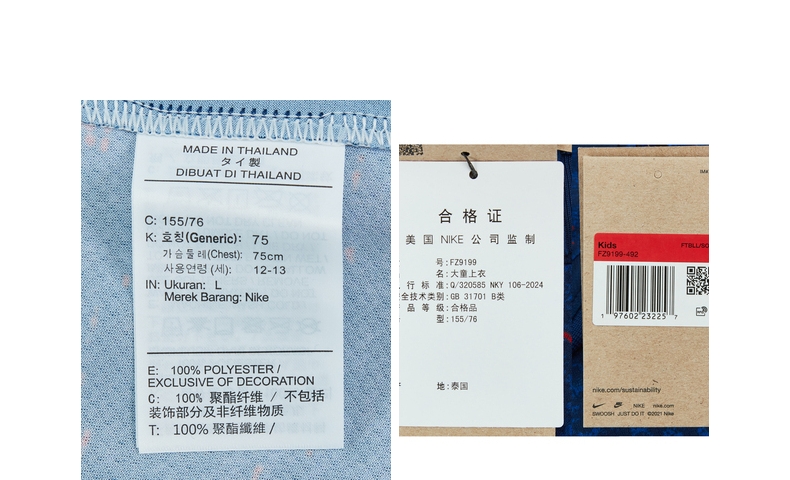 MADE IN THAILAND
タイ製
DIBUAT DI THAILAND
C: 155/76
K: 호칭(Generic): 75
가슴둘레(Chest): 75cm
사용연령 (세): 12-13
IN: Ukuran: L
Merek Barang: Nike
E: 100% POLYESTER /
EXCLUSIVE OF DECORATION
C: 100% 聚酯纤维 / 不包括
装饰部分及非纤维物质
T: 100% 聚酯纖維 /
合格证
美国 NIKE 公司监制
号:FZ9199
名:大童上衣
行标准:Q/320585 NKY 106-2024
全技术类别:GB 31701 B类
品等级:合格品
型:155/76
地:泰国
Kids
FZ9199-492
FTBLL/SO
1 97602 23225 7
nike.com/sustainability
NIKE nike.com
SWOOSH JUST DO IT ©2021 Nike